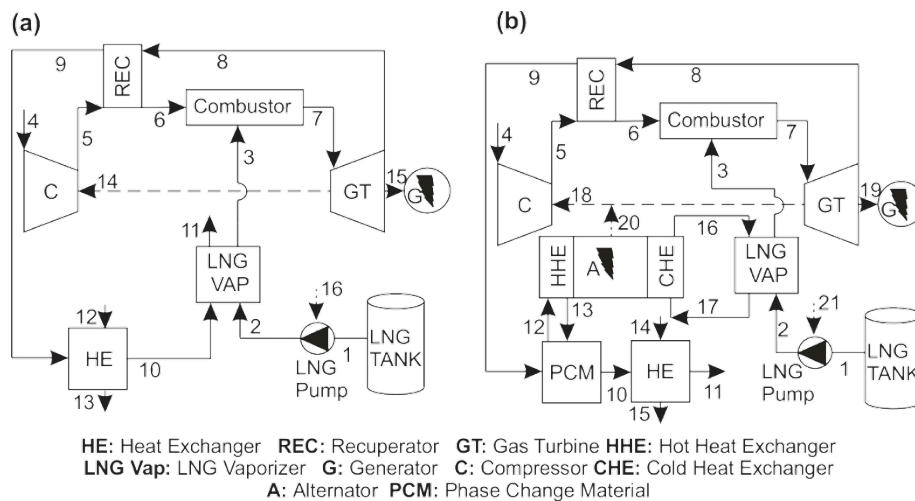 (a)
9
REC
8
4
5
6
Combustor
7
3
C
14
GT
15
G
11
LNG
VAP
12
16
HE
10
2
1
LNG
TANK
LNG
Pump
13
(b)
9
REC
8
4
5
6
Combustor
7
3
C
18
GT
19
G
20
16
HHE
A
CHE
LNG
VAP
12
13
14
17
21
2
1
PCM
10
HE
11
LNG
Pump
LNG
TANK
15
HE: Heat Exchanger REC: Recuperator GT: Gas Turbine HHE: Hot Heat Exchanger
LNG Vap: LNG Vaporizer G: Generator C: Compressor CHE: Cold Heat Exchanger
A: Alternator PCM: Phase Change Material